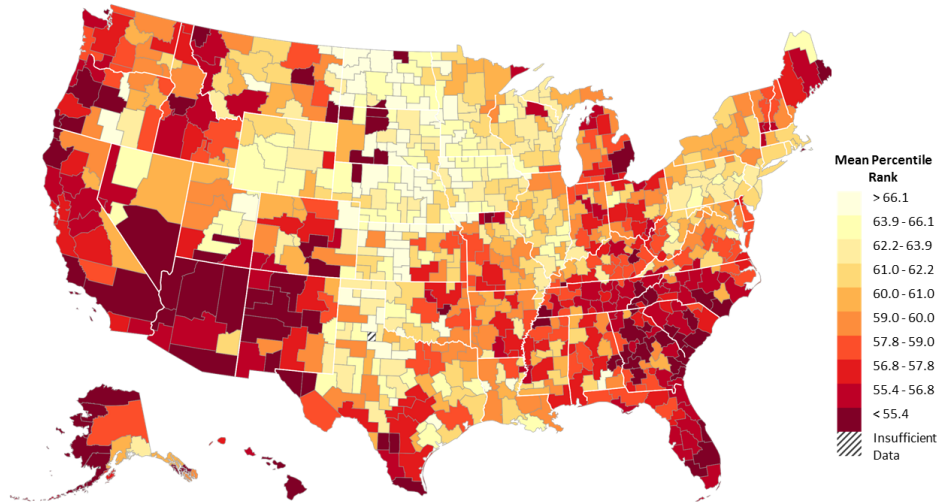 Mean Percentile
Rank
> 66.1
63.9 - 66.1
62.2- 63.9
61.0 - 62.2
60.0 - 61.0
59.0 - 60.0
57.8 - 59.0
56.8 - 57.8
55.4 - 56.8
< 55.4
Insufficient
Data